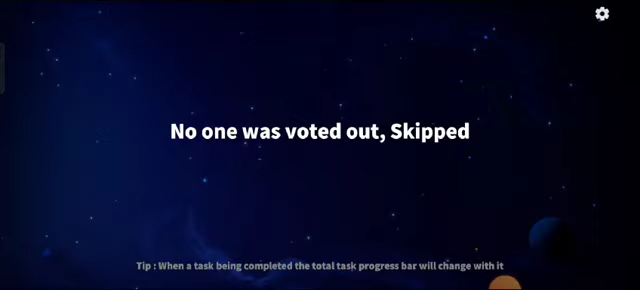 No one was voted out, Skipped
Tip : When a task being completed the total task progress bar will change with it